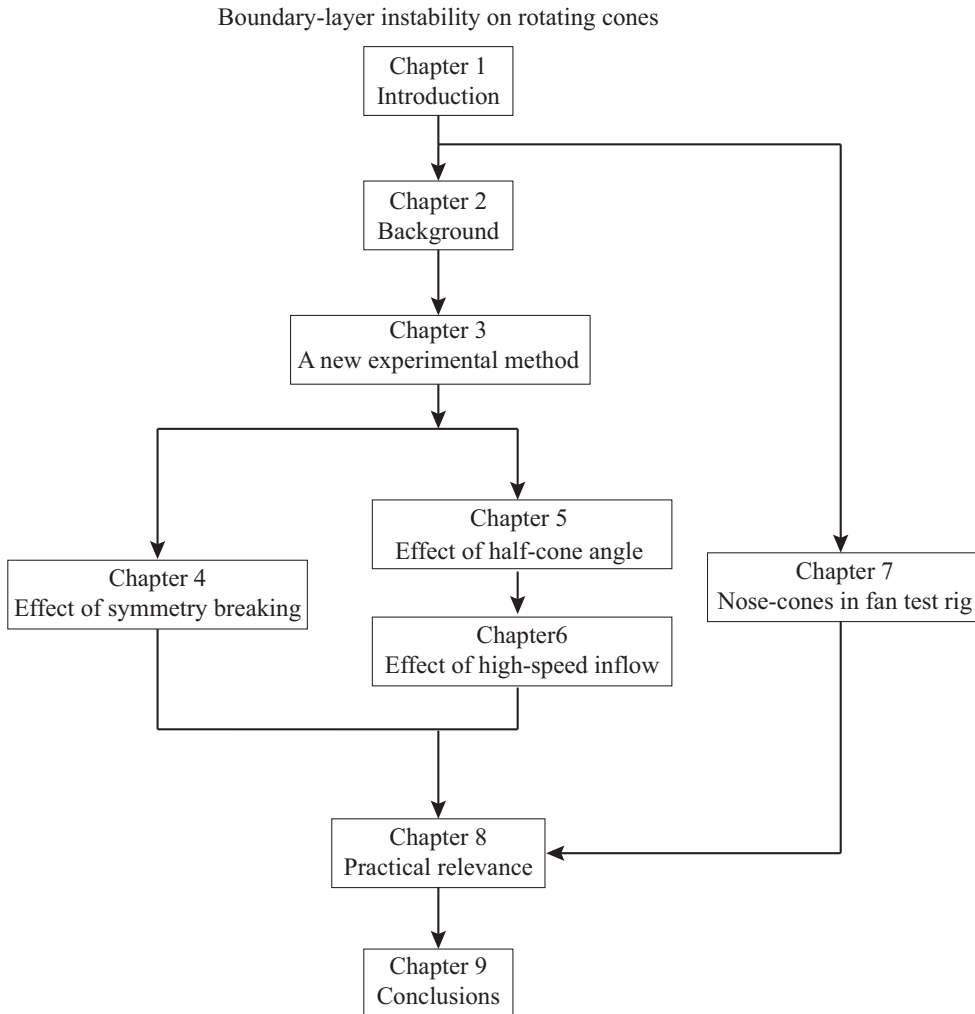 Boundary-layer instability on rotating cones
Chapter 1
Introduction
Chapter 2
Background
Chapter 3
A new experimental method
Chapter 4
Effect of symmetry breaking
Chapter 5
Effect of half-cone angle
Chapter6
Effect of high-speed inflow
Chapter 7
Nose-cones in fan test rig
Chapter 8
Practical relevance
Chapter 9
Conclusions